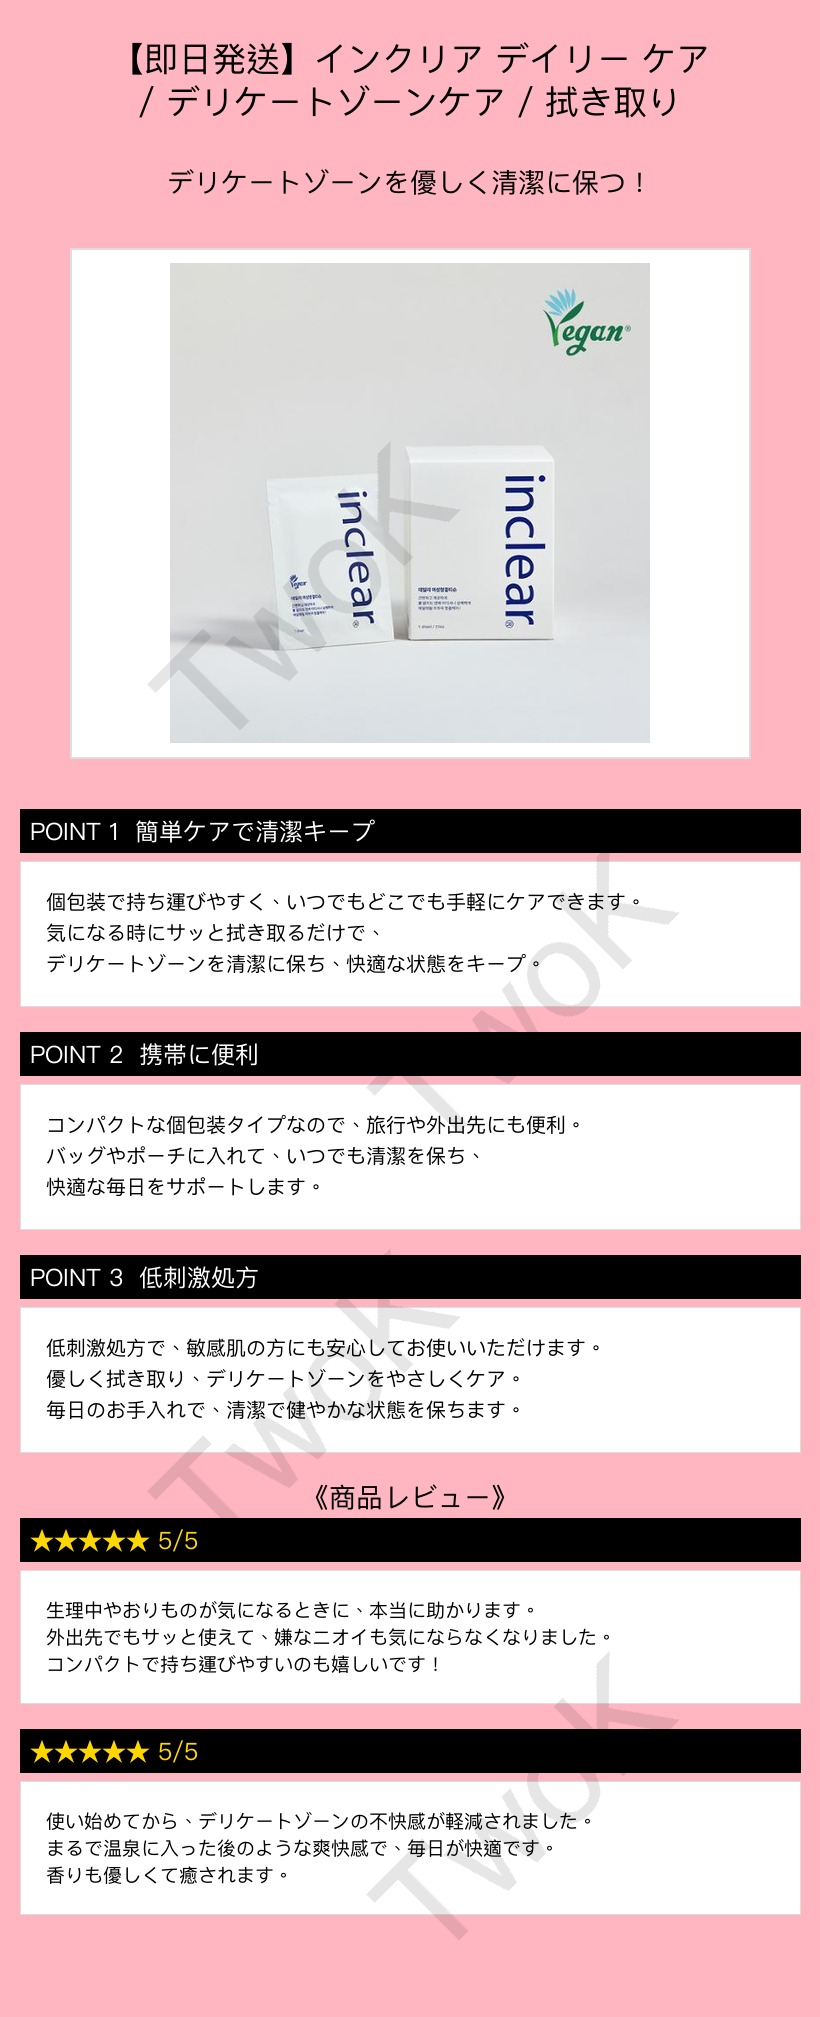 【即日発送】インクリア デイリー ケア
/ デリケートゾーンケア / 拭き取り
デリケートゾーンを優しく清潔に保つ！
Vegan®
inclear
Vegan
데일리 여성청결티슈
1 sheet
inclear
데일리 여성청결티슈
TwoK
POINT 1 簡単ケアで清潔キープ
個包装で持ち運びやすく、いつでもどこでも手軽にケアできます。
気になる時にサッと拭き取るだけで、
デリケートゾーンを清潔に保ち、快適な状態をキープ。
TwoK
POINT 2 携帯に便利
コンパクトな個包装タイプなので、旅行や外出先にも便利。
バッグやポーチに入れて、いつでも清潔を保ち、
快適な毎日をサポートします。
POINT 3 低刺激処方
低刺激処方で、敏感肌の方にも安心してお使いいただけます。
優しく拭き取り、デリケートゾーンをやさしくケア。
毎日のお手入れで、清潔で健やかな状態を保ちます。
TwoK
《商品レビュー》
★★★★★ 5/5
生理中やおりものが気になるときに、本当に助かります。
外出先でもサッと使えて、嫌なニオイも気にならなくなりました。
コンパクトで持ち運びやすいのも嬉しいです！
★★★★★ 5/5
使い始めてから、デリケートゾーンの不快感が軽減されました。
まるで温泉に入った後のような爽快感で、毎日が快適です。
香りも優しくて癒されます。
TwoK